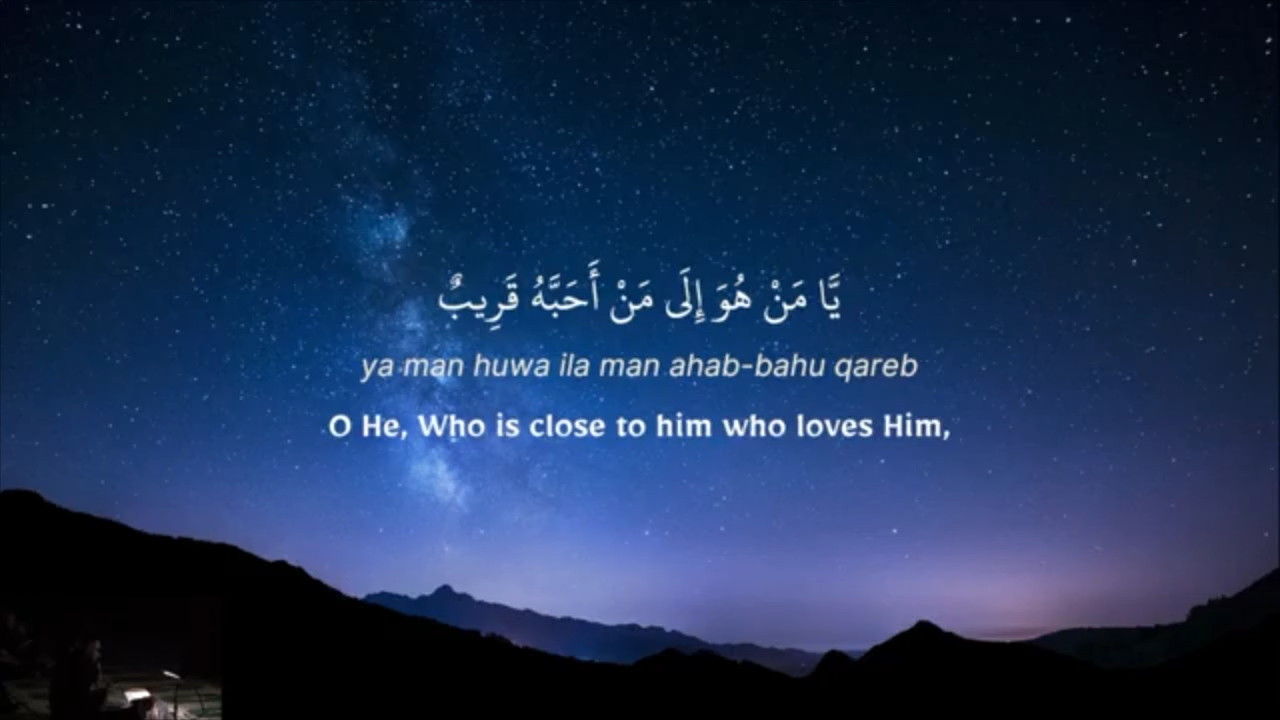 يَّا مَنْ هُوَ إِلَى مَنْ أَحَبَّهُ قَرِيبٌ
ya man huwa ila man ahab-bahu qareb
O He, Who is close to him who loves Him,